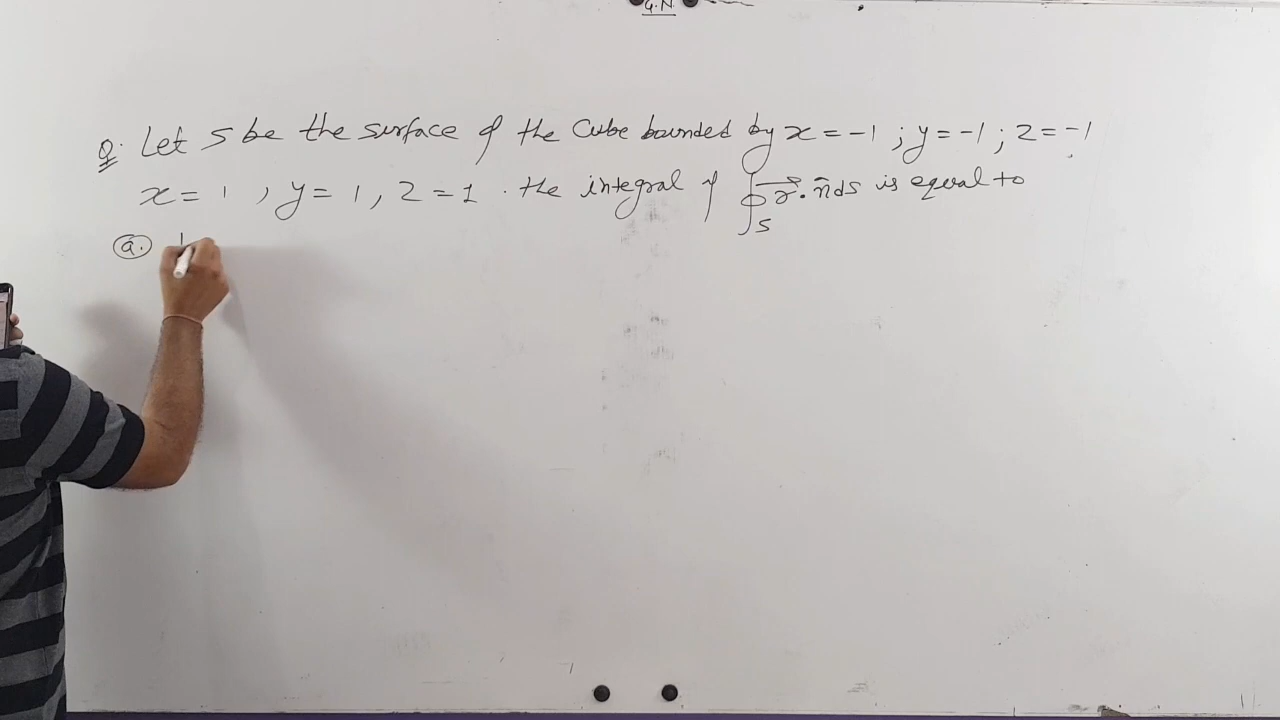 G.N
Q. Let S be the surface of the Cube bounded by x = -1 ; y = -1 ; z = -1
x = 1 , y = 1 , z = 1 . the integral of ∮_S r⃗ . n̂ ds is equal to
(a.)